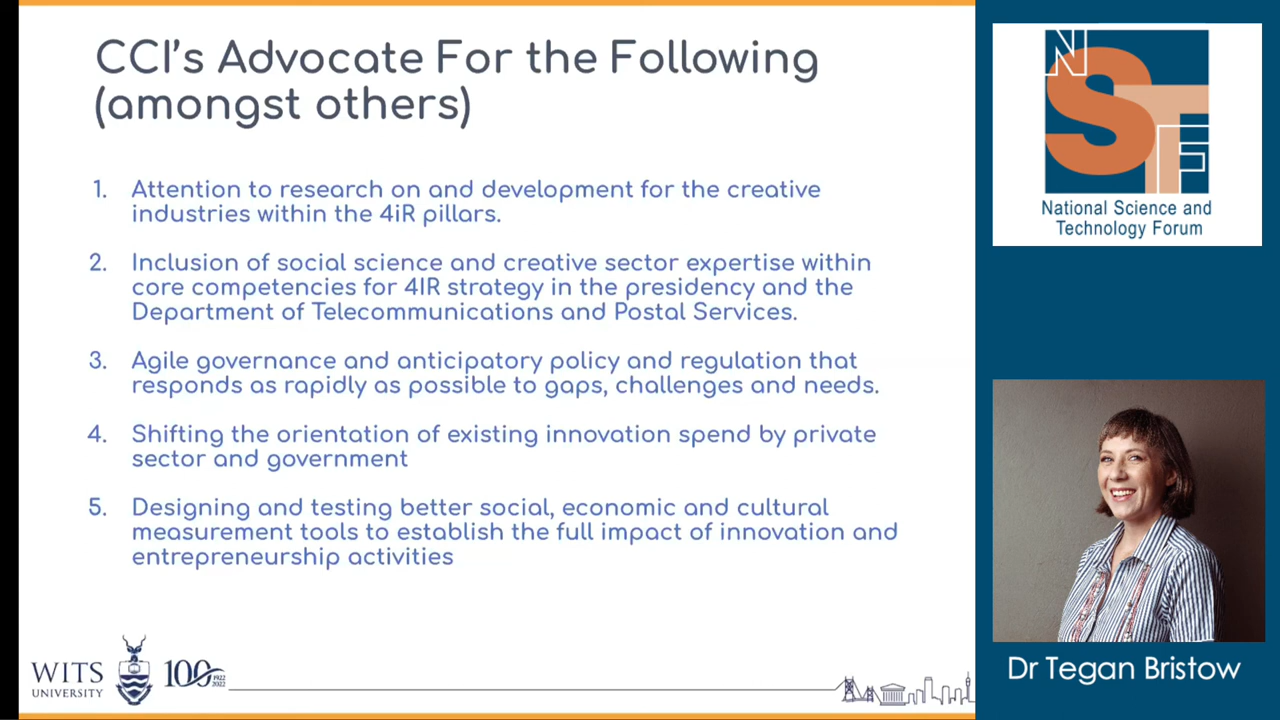 CCI's Advocate For the Following
(amongst others)
1. Attention to research on and development for the creative
industries within the 4iR pillars.
2. Inclusion of social science and creative sector expertise within
core competencies for 4IR strategy in the presidency and the
Department of Telecommunications and Postal Services.
3. Agile governance and anticipatory policy and regulation that
responds as rapidly as possible to gaps, challenges and needs.
4. Shifting the orientation of existing innovation spend by private
sector and government
5. Designing and testing better social, economic and cultural
measurement tools to establish the full impact of innovation and
entrepreneurship activities
WITS
UNIVERSITY
100
1922
2022
NSTF
National Science and
Technology Forum
Dr Tegan Bristow